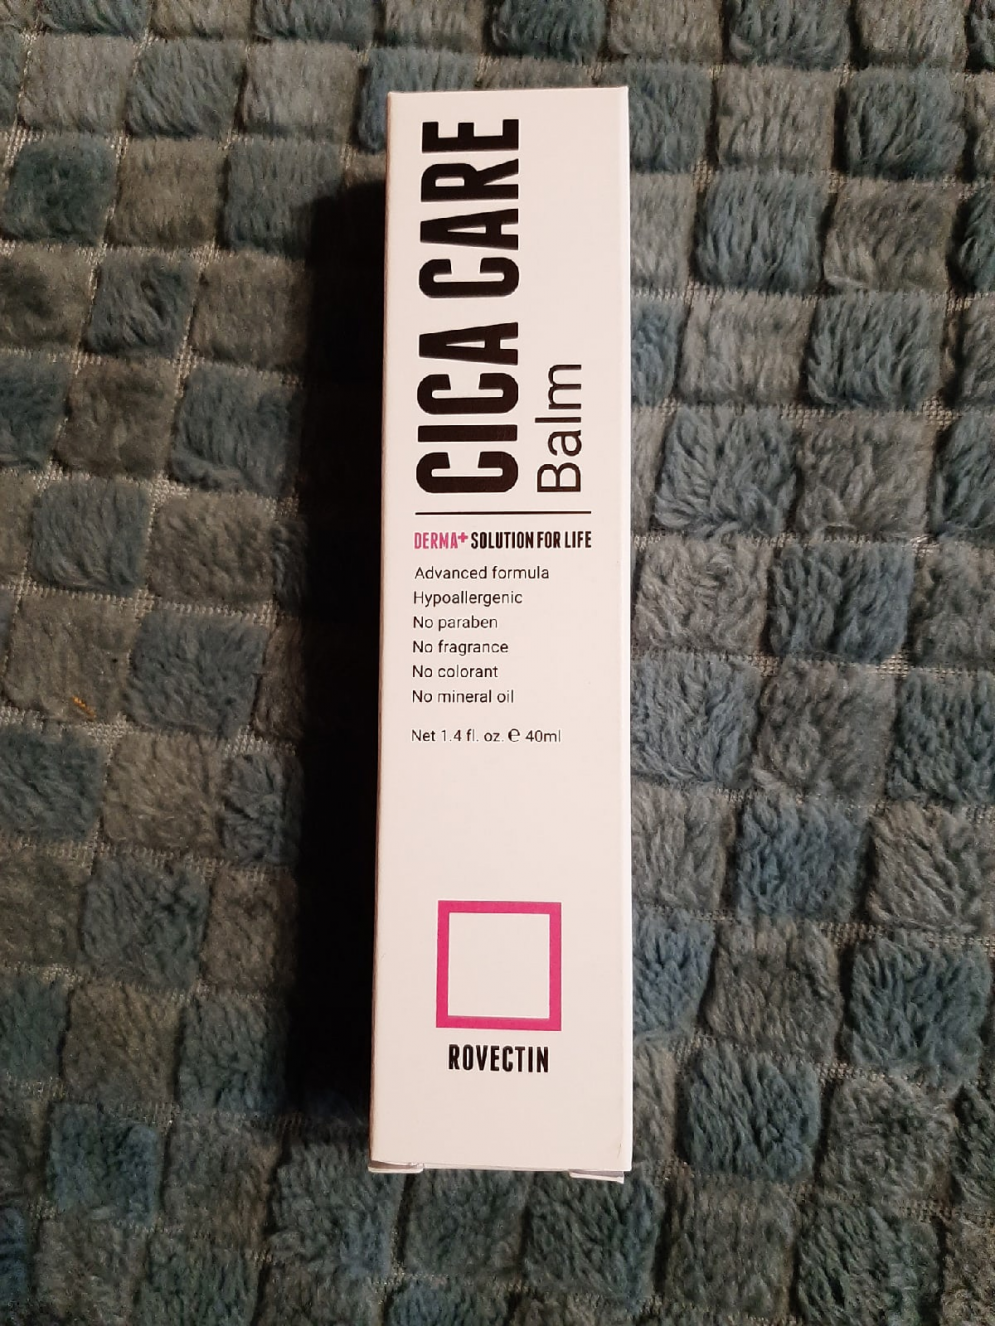 CICA CARE
Balm
DERMA+ SOLUTION FOR LIFE
Advanced formula
Hypoallergenic
No paraben
No fragrance
No colorant
No mineral oil
Net 1.4 fl. oz. ℮ 40ml
ROVECTIN